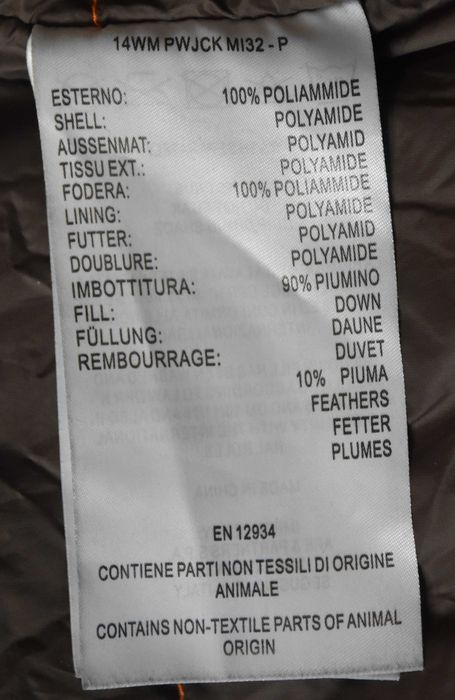 14WM PWJCK MI32 - P
ESTERNO: 100% POLIAMMIDE
SHELL: POLYAMIDE
AUSSENMAT: POLYAMID
TISSU EXT.: POLYAMIDE
FODERA: 100% POLIAMMIDE
LINING: POLYAMIDE
FUTTER: POLYAMID
DOUBLURE: POLYAMIDE
IMBOTTITURA: 90% PIUMINO
FILL: DOWN
FÜLLUNG: DAUNE
REMBOURRAGE: DUVET
10% PIUMA
FEATHERS
FETTER
PLUMES
EN 12934
CONTIENE PARTI NON TESSILI DI ORIGINE
ANIMALE
CONTAINS NON-TEXTILE PARTS OF ANIMAL
ORIGIN